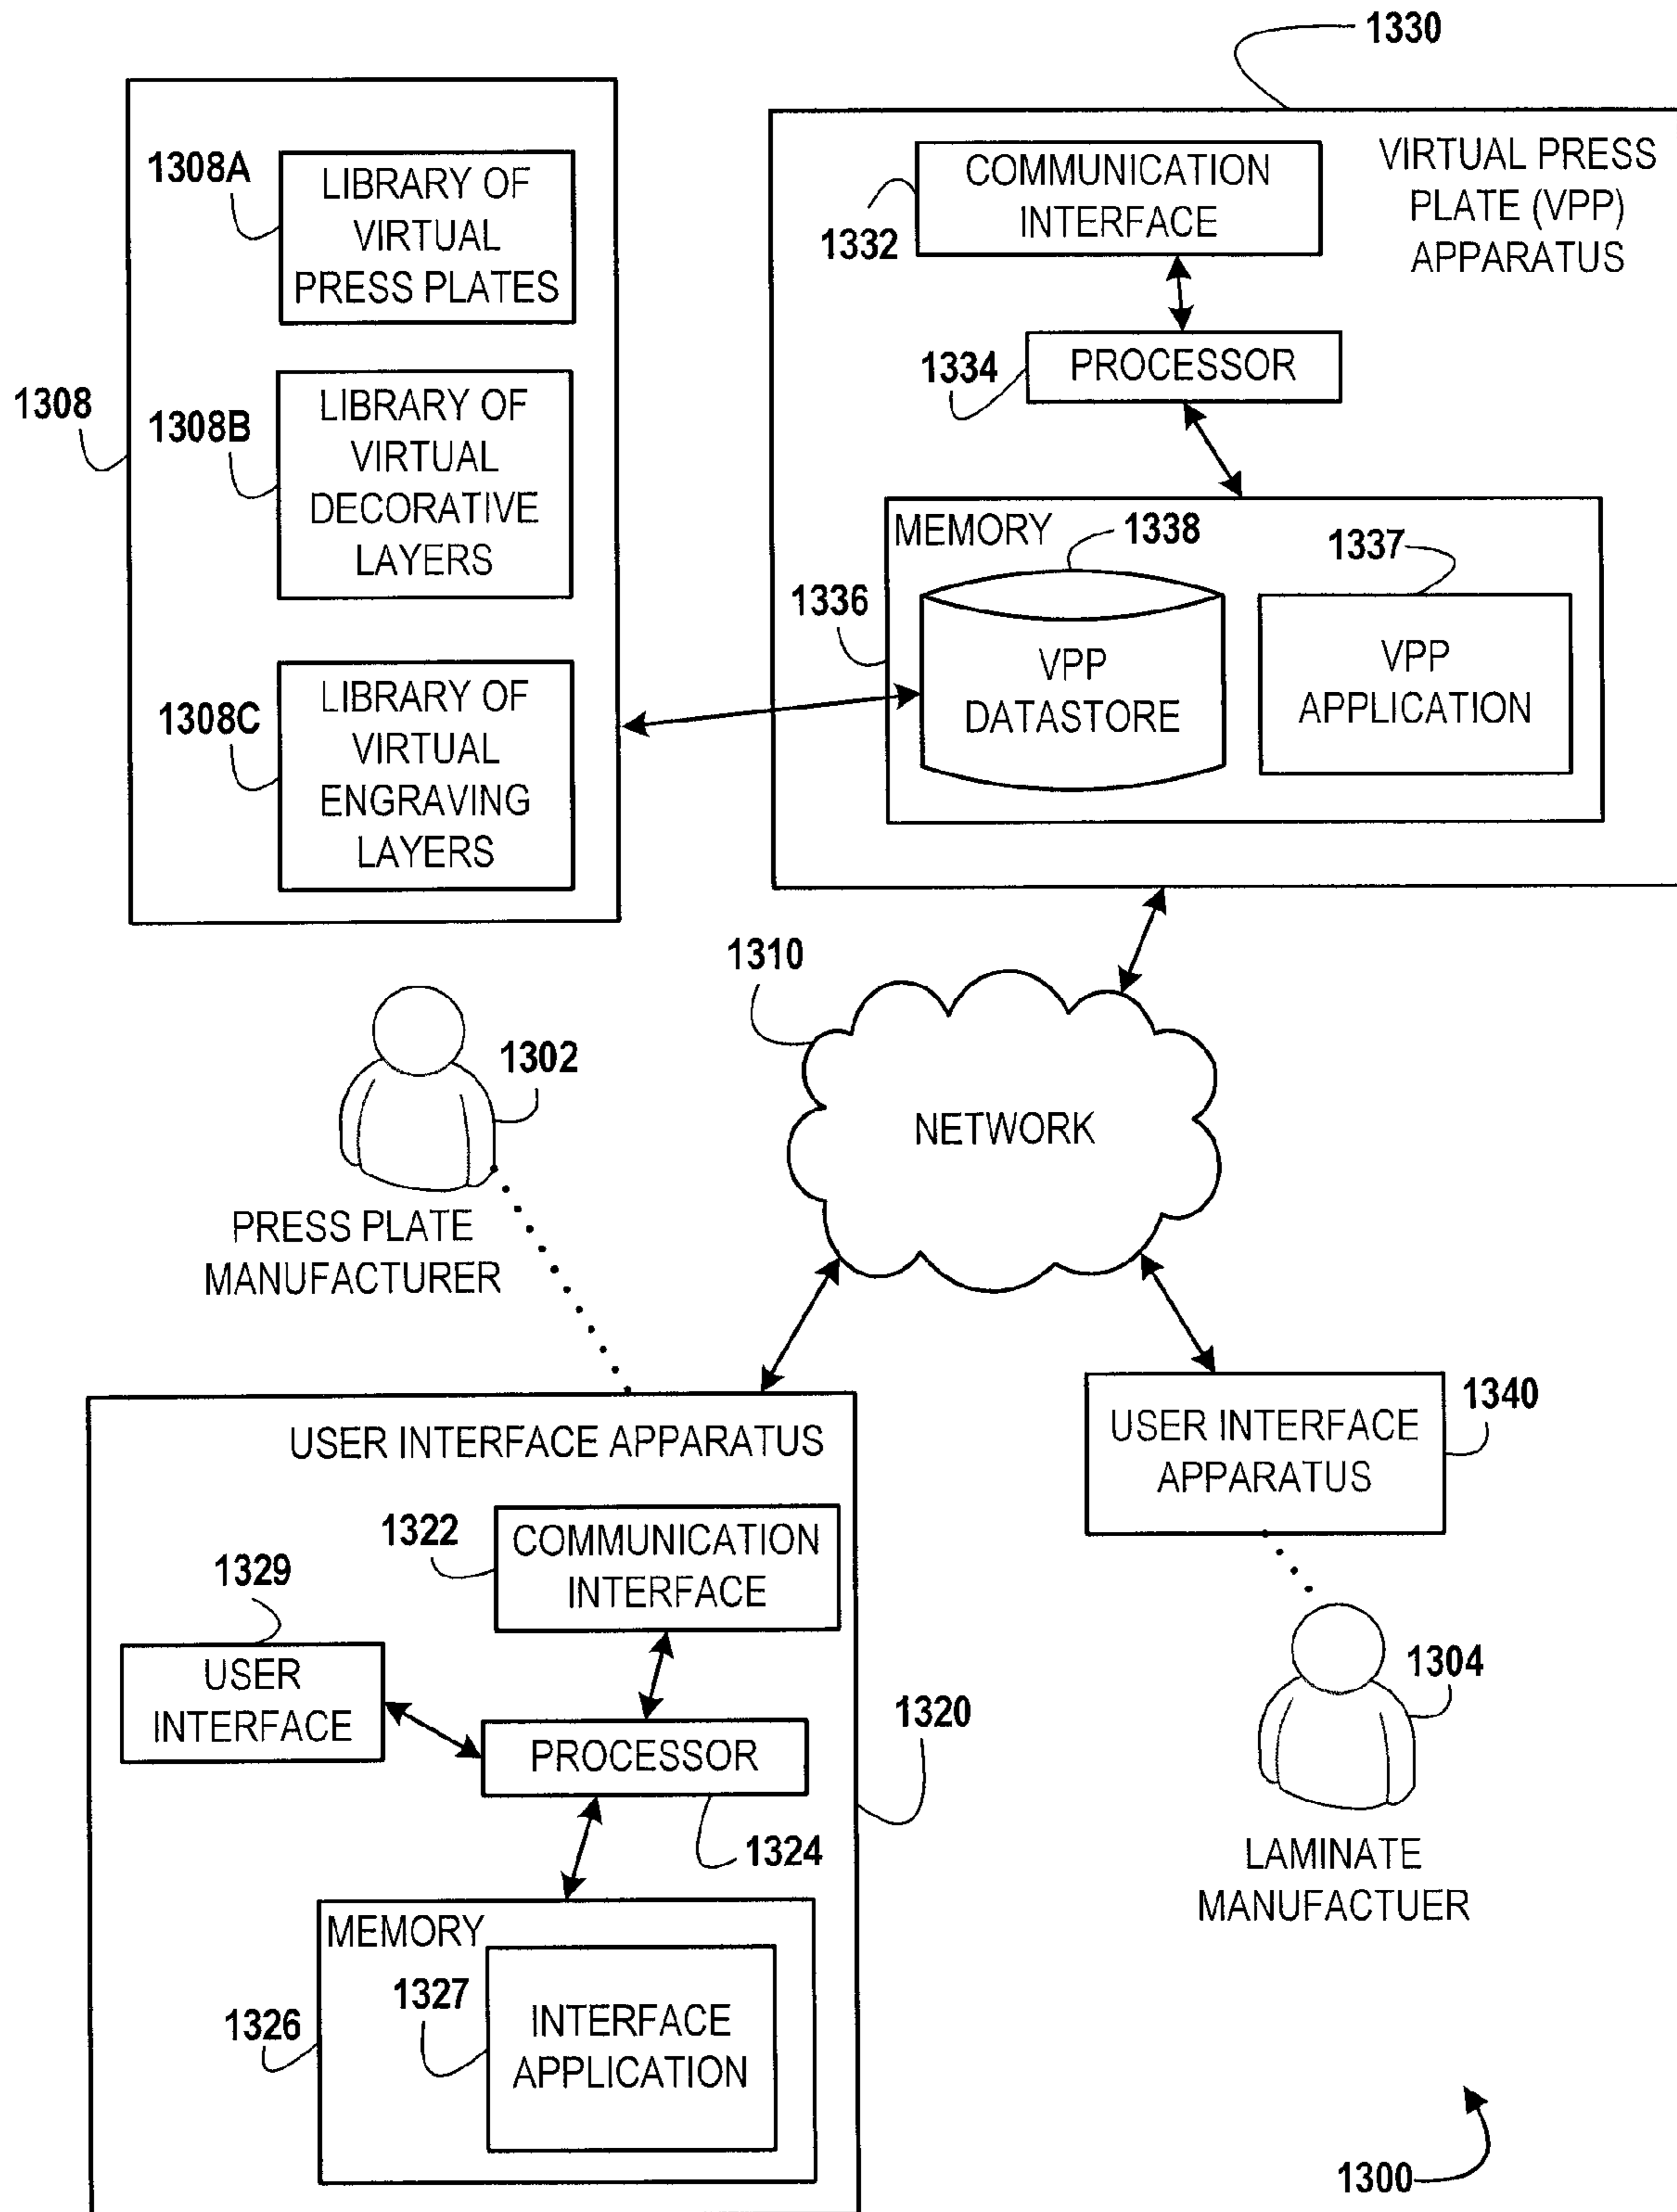 1330
1308A
LIBRARY OF
VIRTUAL
PRESS PLATES
1308
1308B
LIBRARY OF
VIRTUAL
DECORATIVE
LAYERS
1308C
LIBRARY OF
VIRTUAL
ENGRAVING
LAYERS
VIRTUAL PRESS
PLATE (VPP)
APPARATUS
COMMUNICATION
INTERFACE
1332
1334
PROCESSOR
MEMORY
1338
1337
1336
VPP
DATASTORE
VPP
APPLICATION
1310
NETWORK
1302
PRESS PLATE
MANUFACTURER
USER INTERFACE APPARATUS
1322
COMMUNICATION
INTERFACE
1329
USER
INTERFACE
PROCESSOR
1320
1324
MEMORY
1326
1327
INTERFACE
APPLICATION
USER INTERFACE
APPARATUS
1340
1304
LAMINATE
MANUFACTUER
1300